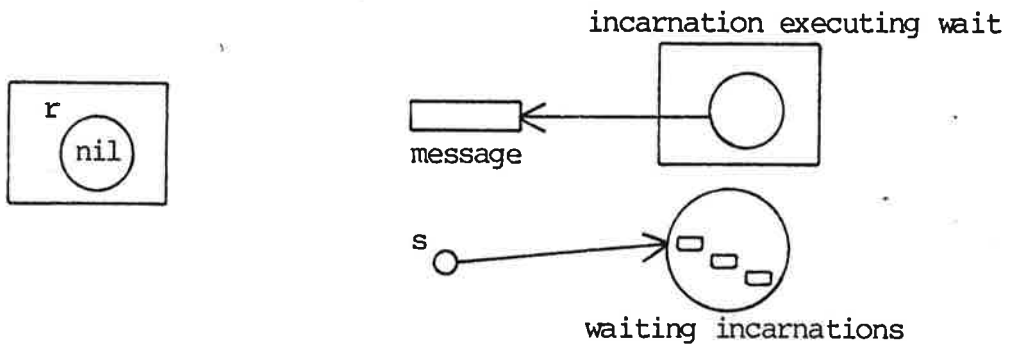 incarnation executing wait
r
nil
message
s
waiting incarnations